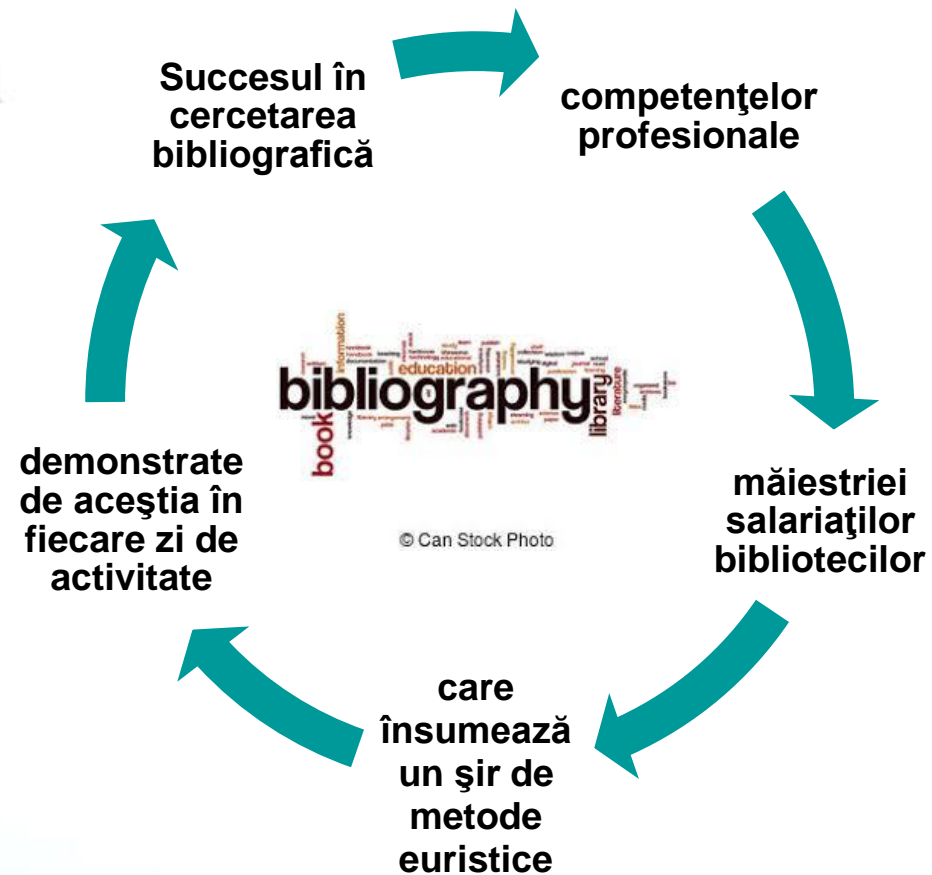 Succesul în
cercetarea
bibliografică
competenţelor
profesionale
măiestriei
salariaţilor
bibliotecilor
care
însumează
un şir de
metode
euristice
demonstrate
de aceştia în
fiecare zi de
activitate
information
education
bibliography
book
library
literature
© Can Stock Photo